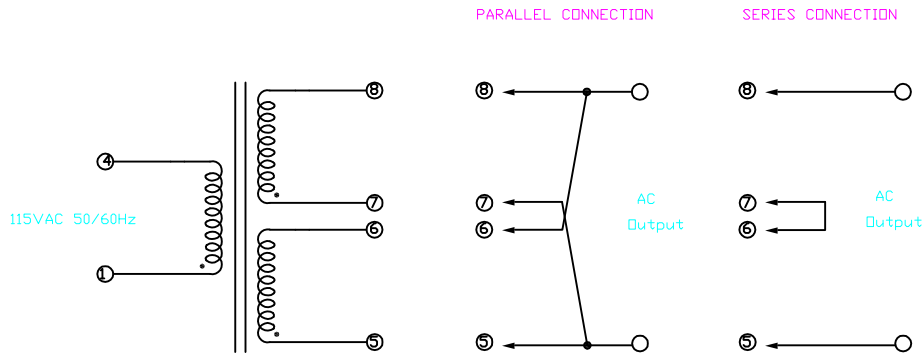 PARALLEL CONNECTION
SERIES CONNECTION
8
8
8
4
7
7
7
AC
Output
AC
Output
115VAC 50/60Hz
6
6
6
1
5
5
5